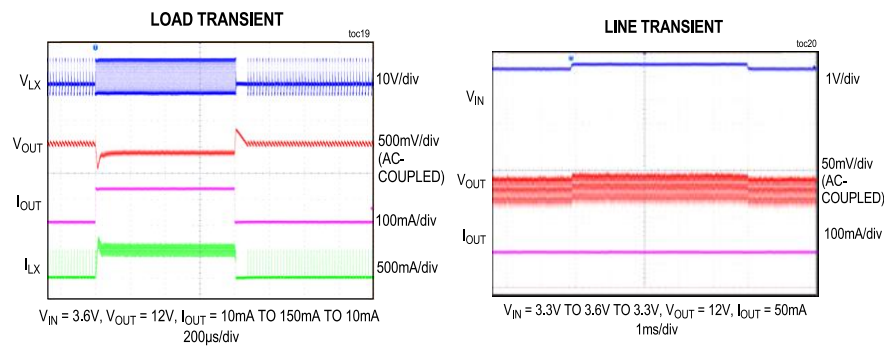 LOAD TRANSIENT
toc19
VLX
10V/div
VOUT
500mV/div
(AC-
COUPLED)
IOUT
100mA/div
ILX
500mA/div
VIN = 3.6V, VOUT = 12V, IOUT = 10mA TO 150mA TO 10mA
200µs/div
LINE TRANSIENT
toc20
VIN
1V/div
VOUT
50mV/div
(AC-
COUPLED)
IOUT
100mA/div
VIN = 3.3V TO 3.6V TO 3.3V, VOUT = 12V, IOUT = 50mA
1ms/div